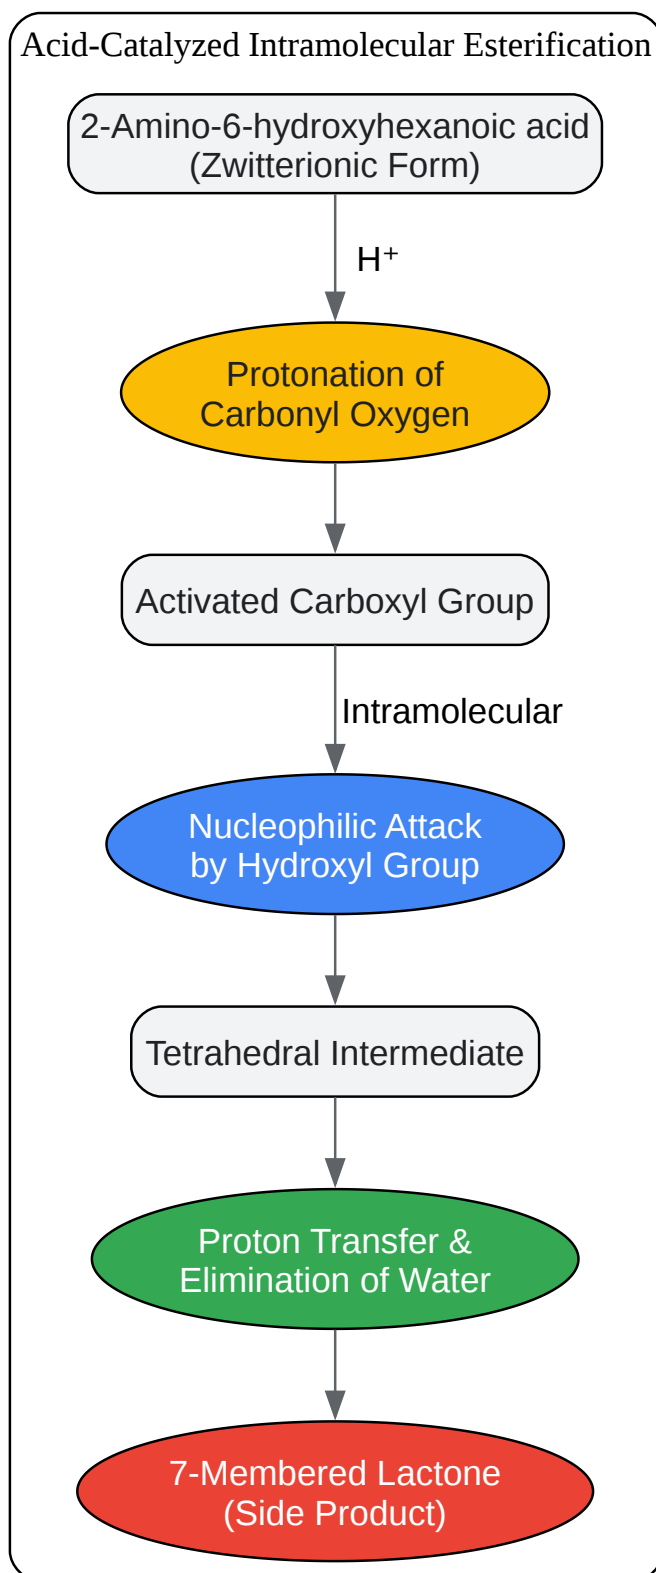 Acid-Catalyzed Intramolecular Esterification
2-Amino-6-hydroxyhexanoic acid
(Zwitterionic Form)
H⁺
Protonation of
Carbonyl Oxygen
Activated Carboxyl Group
Intramolecular
Nucleophilic Attack
by Hydroxyl Group
Tetrahedral Intermediate
Proton Transfer &
Elimination of Water
7-Membered Lactone
(Side Product)